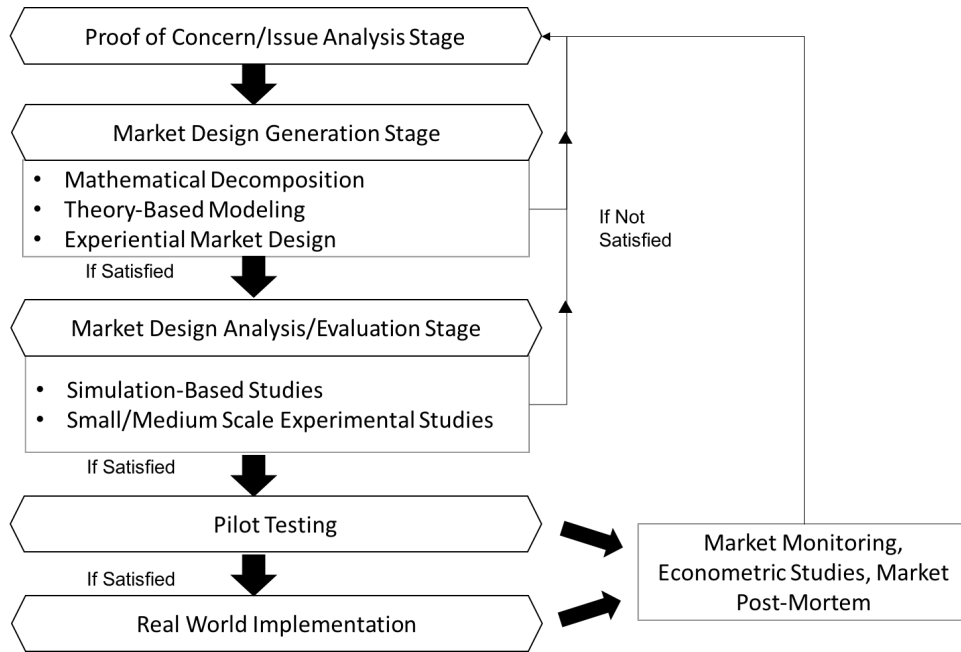 Proof of Concern/Issue Analysis Stage
Market Design Generation Stage
• Mathematical Decomposition
• Theory-Based Modeling
• Experiential Market Design
If Not
Satisfied
If Satisfied
Market Design Analysis/Evaluation Stage
• Simulation-Based Studies
• Small/Medium Scale Experimental Studies
If Satisfied
Pilot Testing
If Satisfied
Real World Implementation
Market Monitoring,
Econometric Studies, Market
Post-Mortem